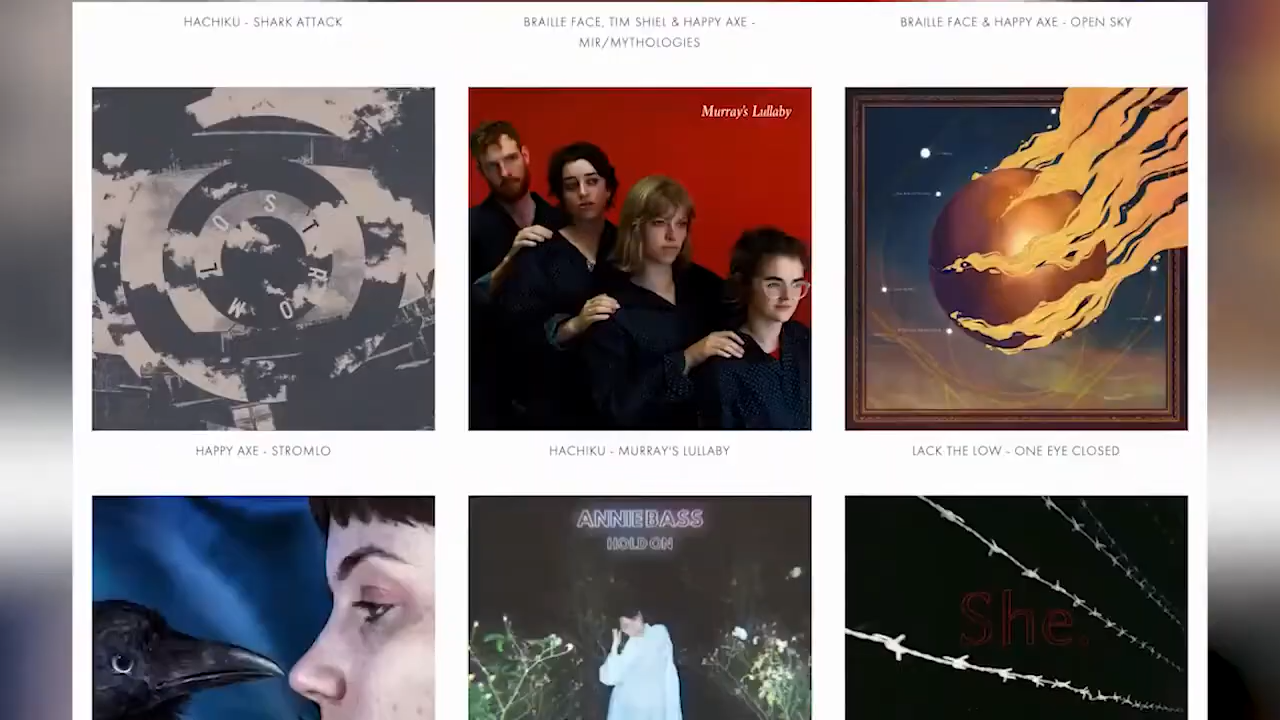 HACHIKU - SHARK ATTACK
BRAILLE FACE, TIM SHIEL & HAPPY AXE -
MIR/MYTHOLOGIES
BRAILLE FACE & HAPPY AXE - OPEN SKY
STROMLO
Murray's Lullaby
HAPPY AXE - STROMLO
HACHIKU - MURRAY'S LULLABY
LACK THE LOW - ONE EYE CLOSED
ANNIE BASS
HOLD ON
She.